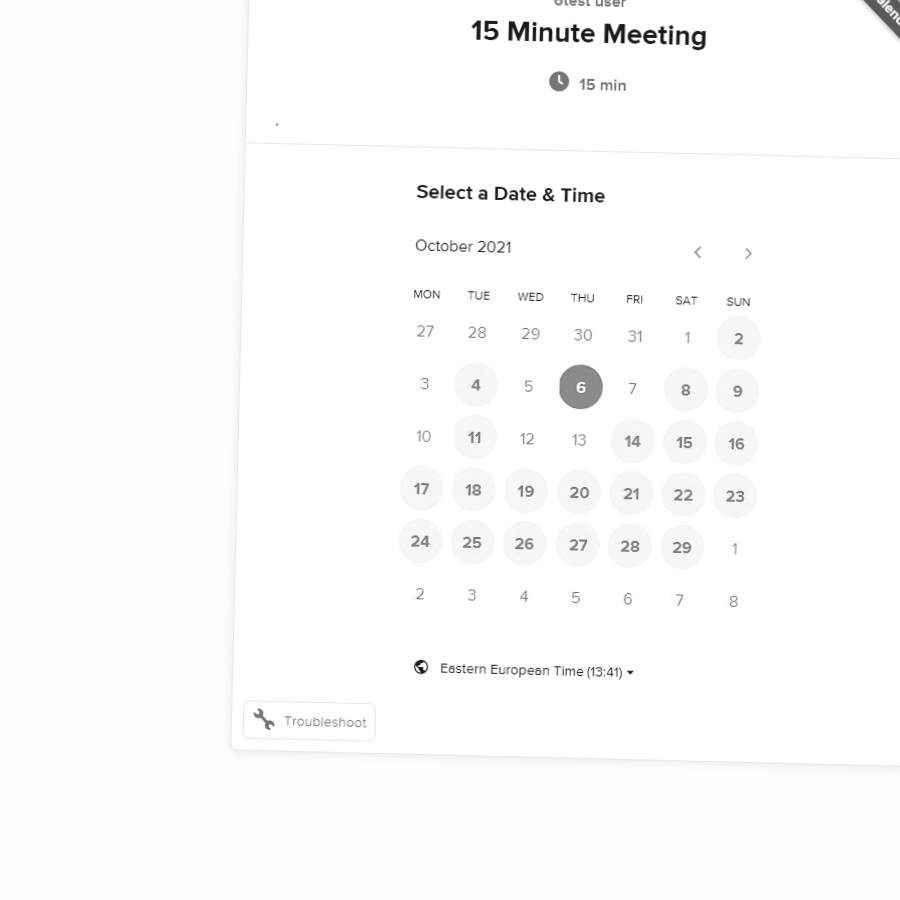 6test user
15 Minute Meeting
15 min
Select a Date & Time
October 2021
MON TUE WED THU FRI SAT SUN
27 28 29 30 31 1 2
3 4 5 6 7 8 9
10 11 12 13 14 15 16
17 18 19 20 21 22 23
24 25 26 27 28 29 1
2 3 4 5 6 7 8
Eastern European Time (13:41)
Troubleshoot